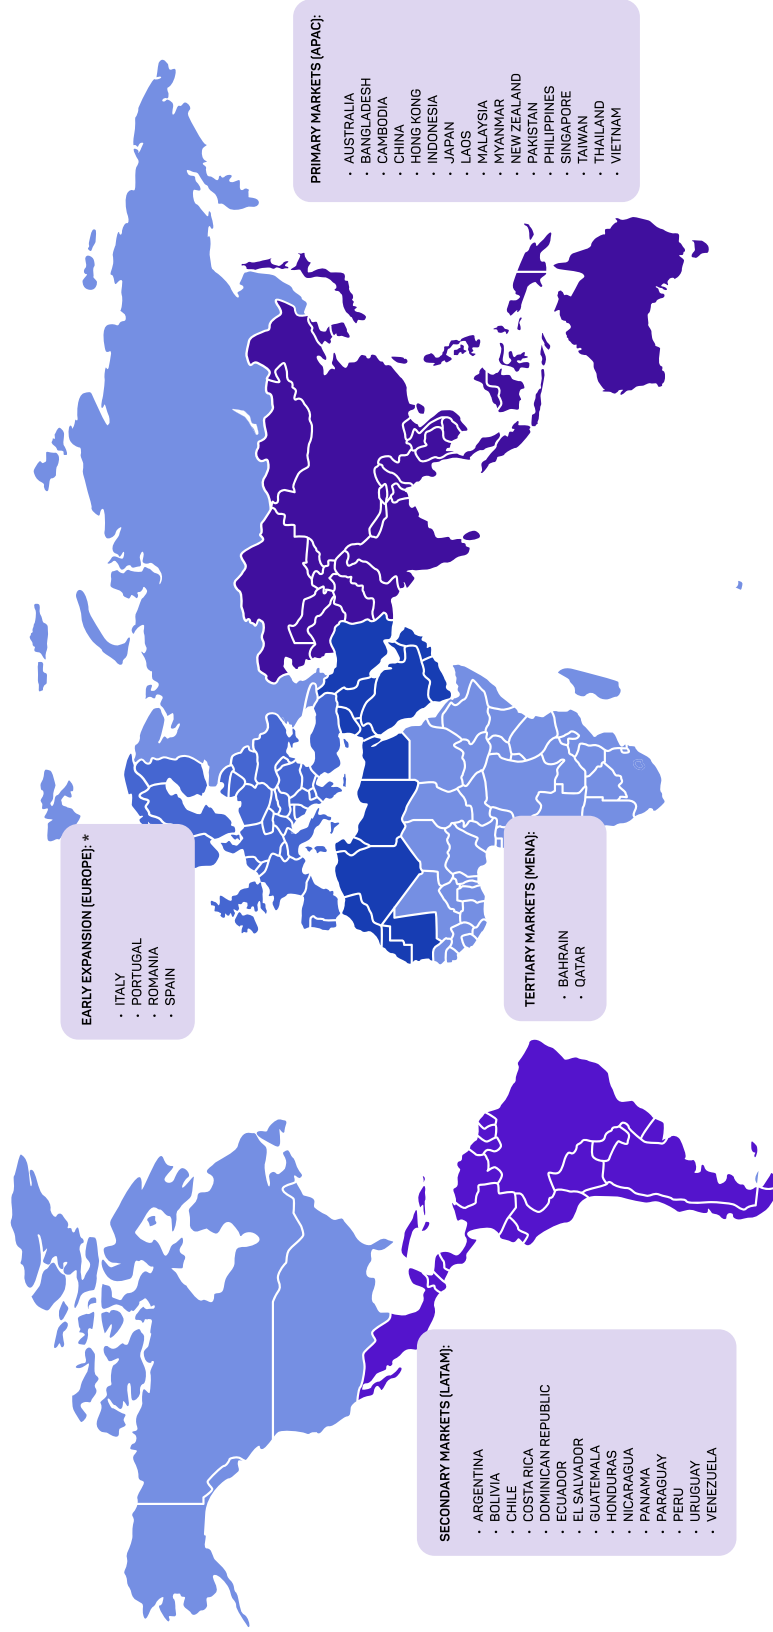 SECONDARY MARKETS (LATAM):
• ARGENTINA
• BOLIVIA
• CHILE
• COSTA RICA
• DOMINICAN REPUBLIC
• ECUADOR
• EL SALVADOR
• GUATEMALA
• HONDURAS
• NICARAGUA
• PANAMA
• PARAGUAY
• PERU
• URUGUAY
• VENEZUELA
EARLY EXPANSION (EUROPE): *
• ITALY
• PORTUGAL
• ROMANIA
• SPAIN
TERTIARY MARKETS (MENA):
• BAHRAIN
• QATAR
PRIMARY MARKETS (APAC):
• AUSTRALIA
• BANGLADESH
• CAMBODIA
• CHINA
• HONG KONG
• INDONESIA
• JAPAN
• LAOS
• MALAYSIA
• MYANMAR
• NEW ZEALAND
• PAKISTAN
• PHILIPPINES
• SINGAPORE
• TAIWAN
• THAILAND
• VIETNAM